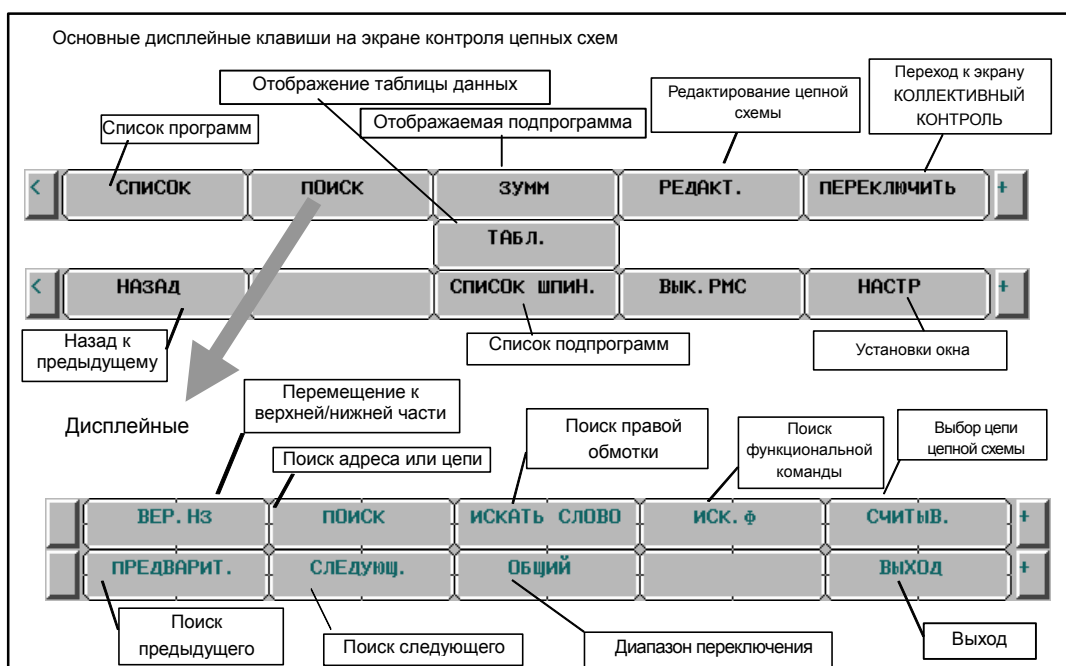 Основные дисплейные клавиши на экране контроля цепных схем
Отображение таблицы данных
Редактирование цепной
схемы
Переход к экрану
КОЛЛЕКТИВНЫЙ
КОНТРОЛЬ
Список программ
Отображаемая подпрограмма
< СПИСОК ПОИСК ЗУММ РЕДАКТ. ПЕРЕКЛЮЧИТЬ +
ТАБЛ.
< НАЗАД СПИСОК ШПИН. ВЫК.РМС НАСТР +
Назад к
предыдущему
Список подпрограмм
Установки окна
Дисплейные
Перемещение к
верхней/нижней части
Поиск адреса или цепи
Поиск правой
обмотки
Поиск
функциональной
команды
Выбор цепи
цепной схемы
ВЕР.НЗ ПОИСК ИСКАТЬ СЛОВО ИСК.Ф СЧИТЫВ. +
ПРЕДВАРИТ. СЛЕДУЮЩ. ОБЩИЙ ВЫХОД +
Поиск
предыдущего
Поиск следующего
Диапазон переключения
Выход